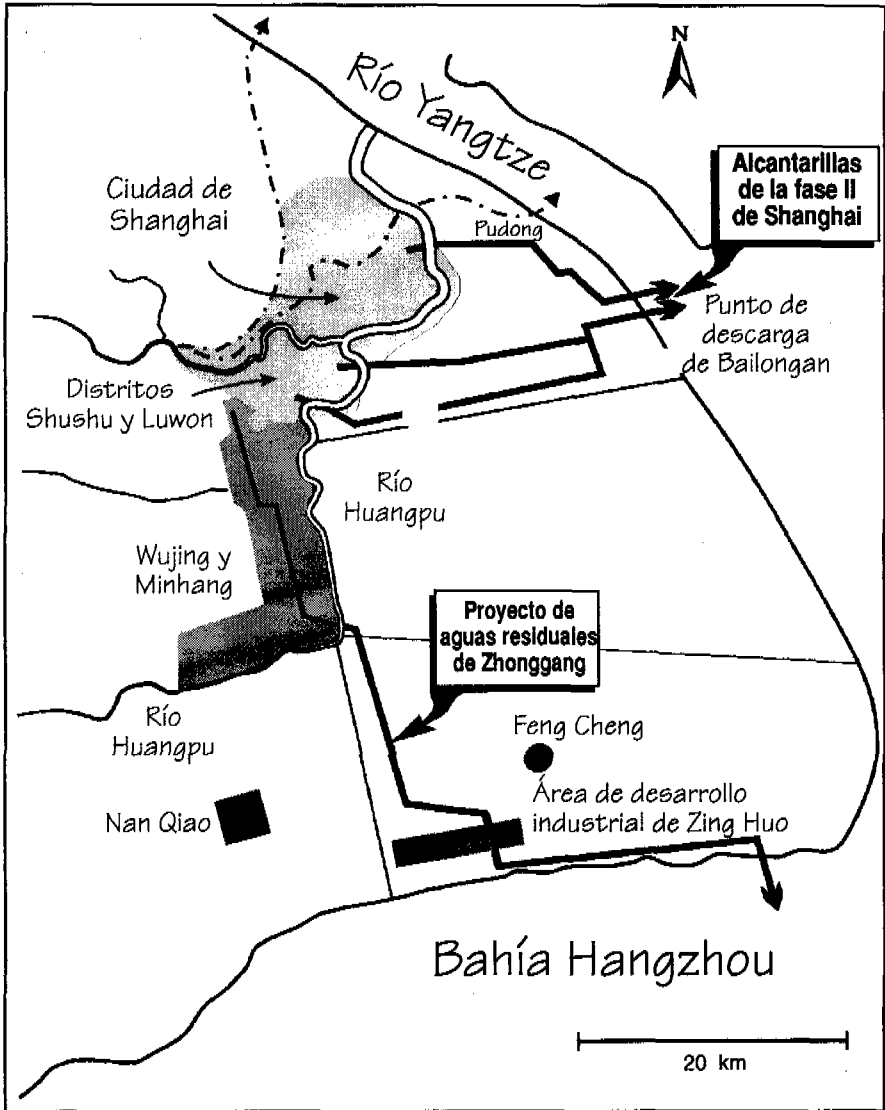 N
Río Yangtze
Alcantarillas
de la fase II
de Shanghai
Ciudad de
Shanghai
Pudong
Punto de
descarga
de Bailongan
Distritos
Shushu y Luwon
Río
Huangpu
Wujing y
Minhang
Proyecto de
aguas residuales
de Zhonggang
Río
Huangpu
Feng Cheng
Nan Qiao
Área de desarrollo
industrial de Zing Huo
Bahía Hangzhou
20 km